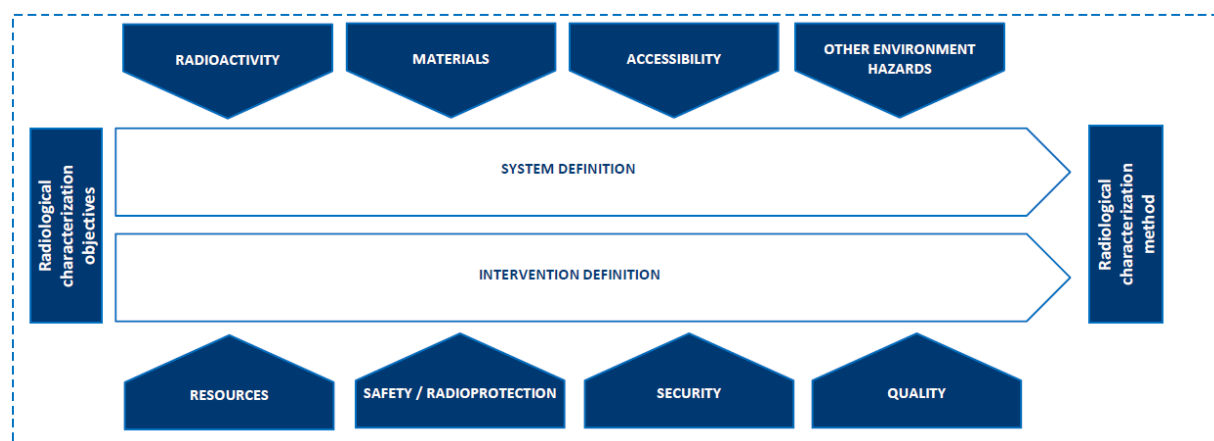 RADIOACTIVITY
MATERIALS
ACCESSIBILITY
OTHER ENVIRONMENT
HAZARDS
Radiological
characterization
objectives
SYSTEM DEFINITION
INTERVENTION DEFINITION
Radiological
characterization
method
RESOURCES
SAFETY / RADIOPROTECTION
SECURITY
QUALITY